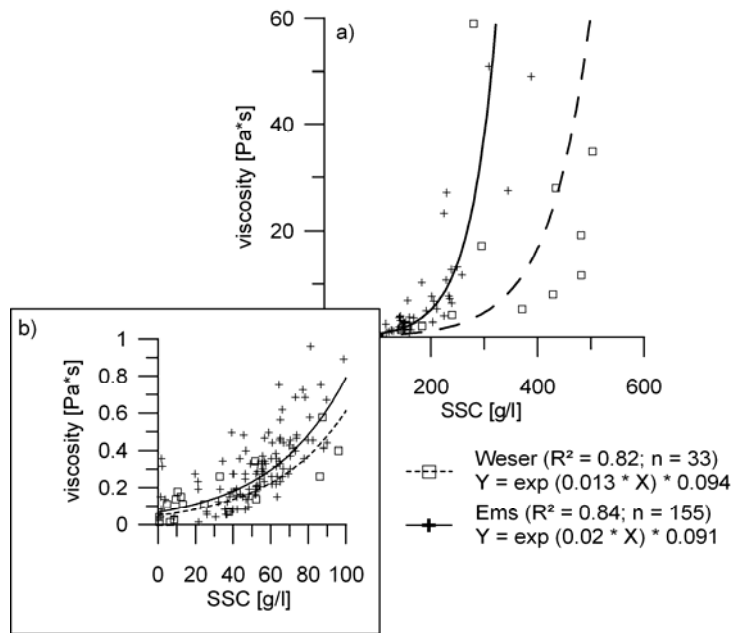 a)
60
40
20
viscosity [Pa*s]
200 400 600
SSC [g/l]
b)
1
0.8
0.6
0.4
0.2
0
viscosity [Pa*s]
0 20 40 60 80 100
SSC [g/l]
Weser (R² = 0.82; n = 33)
Y = exp (0.013 * X) * 0.094
Ems (R² = 0.84; n = 155)
Y = exp (0.02 * X) * 0.091